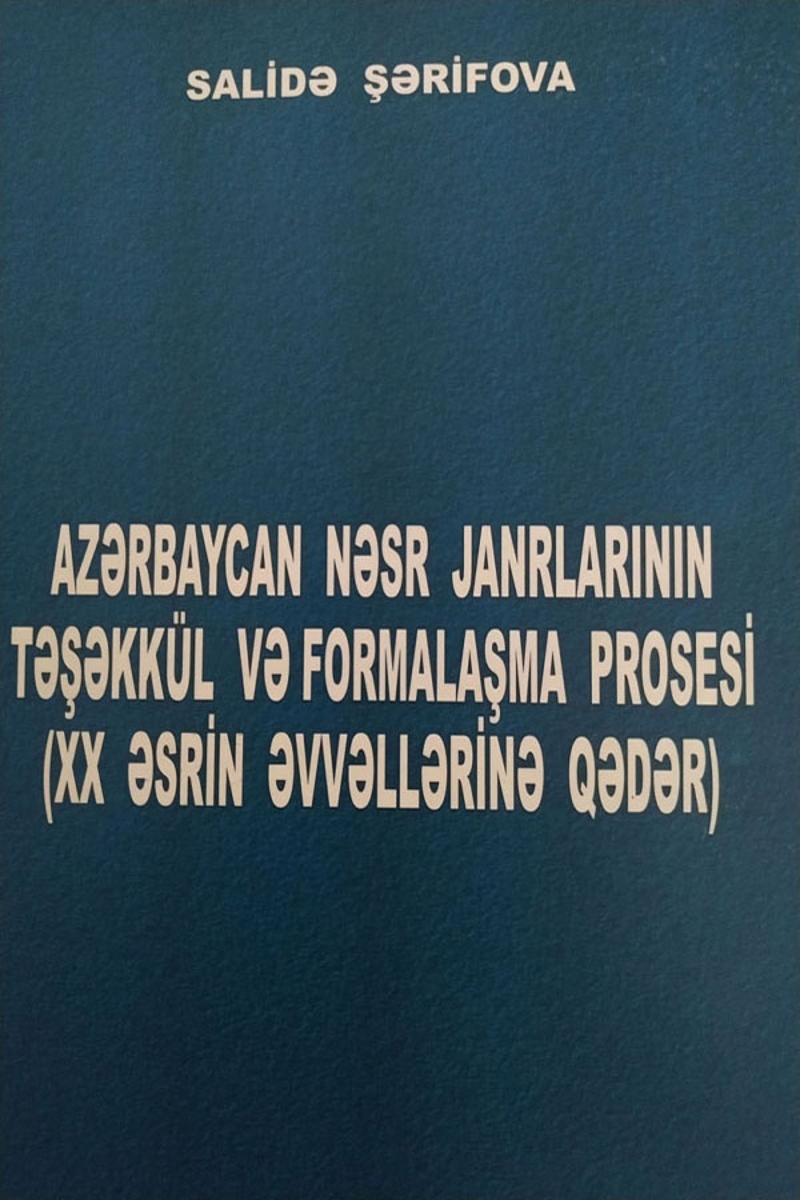 SALİDƏ ŞƏRİFOVA
AZƏRBAYCAN NƏSR JANRLARININ
TƏŞƏKKÜL VƏ FORMALAŞMA PROSESİ
(XX ƏSRİN ƏVVƏLLƏRİNƏ QƏDƏR)